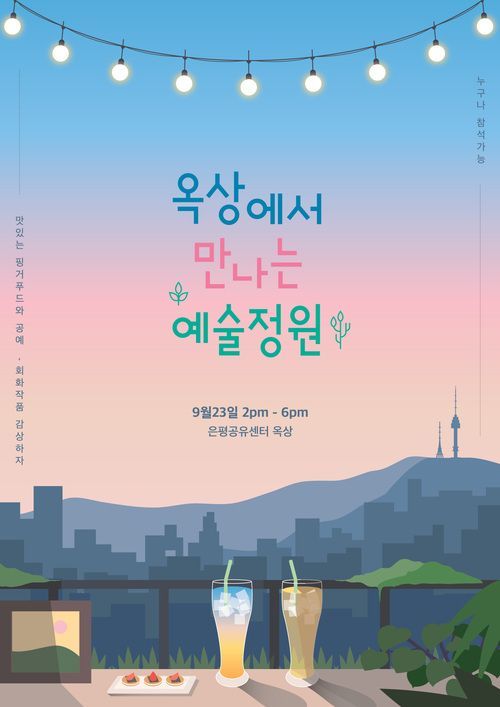 누구나 참석가능
옥상에서
만나는
예술정원
9월23일 2pm - 6pm
은평공유센터 옥상
맛있는 핑거푸드와 공예 , 회화작품 감상하자